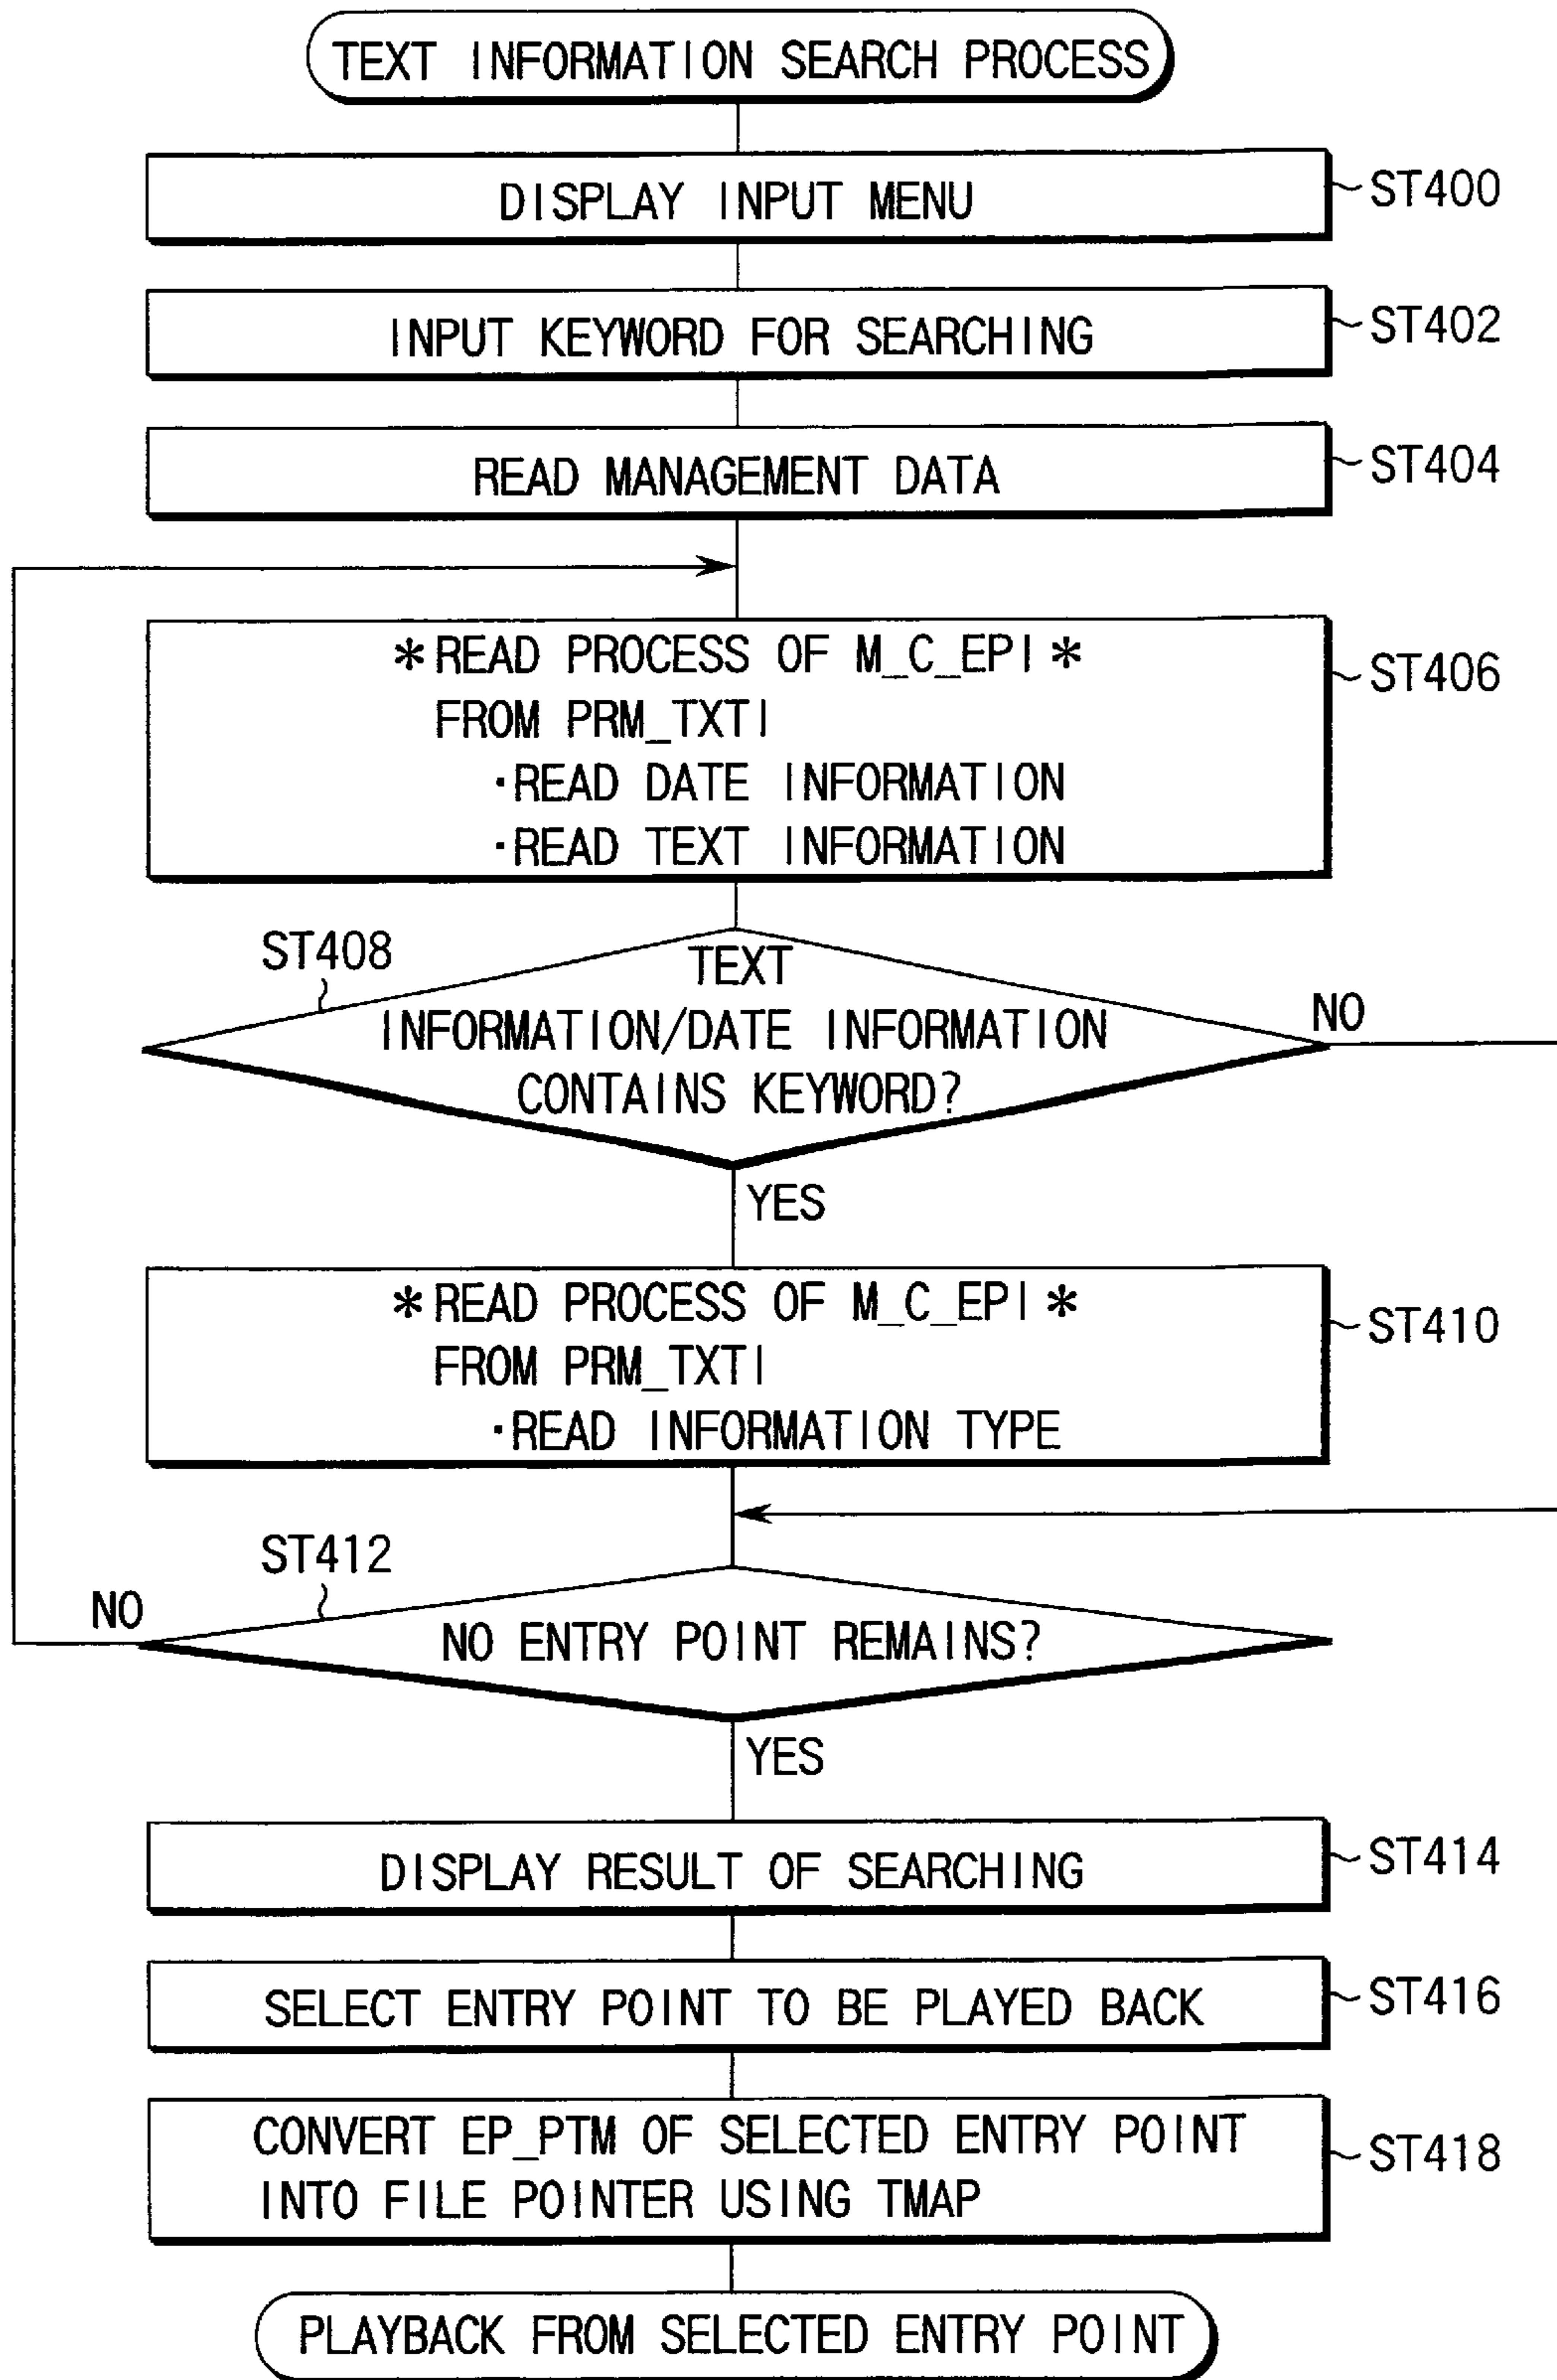 TEXT INFORMATION SEARCH PROCESS
DISPLAY INPUT MENU
ST400
INPUT KEYWORD FOR SEARCHING
ST402
READ MANAGEMENT DATA
ST404
*READ PROCESS OF M_C_EPI*
FROM PRM_TXTI
·READ DATE INFORMATION
·READ TEXT INFORMATION
ST406
ST408
TEXT
INFORMATION/DATE INFORMATION
CONTAINS KEYWORD?
NO
YES
*READ PROCESS OF M_C_EPI*
FROM PRM_TXTI
·READ INFORMATION TYPE
ST410
ST412
NO
NO ENTRY POINT REMAINS?
YES
DISPLAY RESULT OF SEARCHING
ST414
SELECT ENTRY POINT TO BE PLAYED BACK
ST416
CONVERT EP_PTM OF SELECTED ENTRY POINT
INTO FILE POINTER USING TMAP
ST418
PLAYBACK FROM SELECTED ENTRY POINT